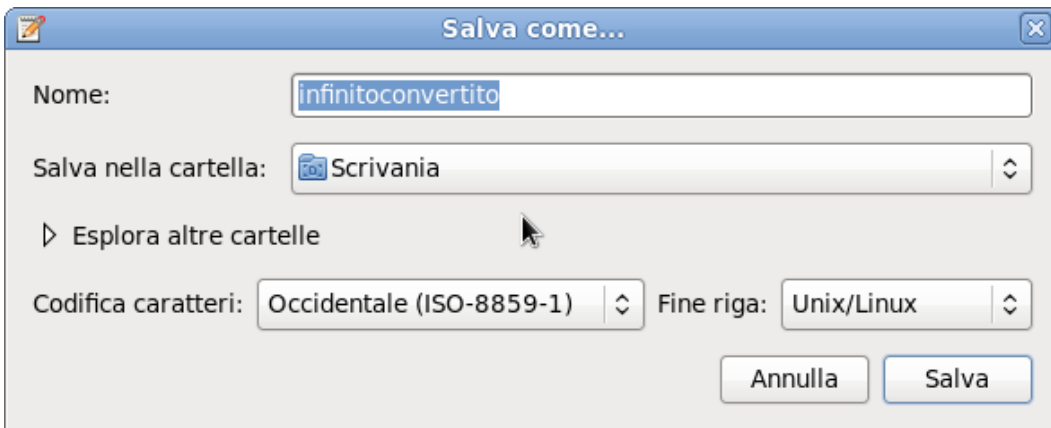 Salva come...
Nome: infinitoconvertito
Salva nella cartella: Scrivania
Esplora altre cartelle
Codifica caratteri: Occidentale (ISO-8859-1) Fine riga: Unix/Linux
Annulla Salva